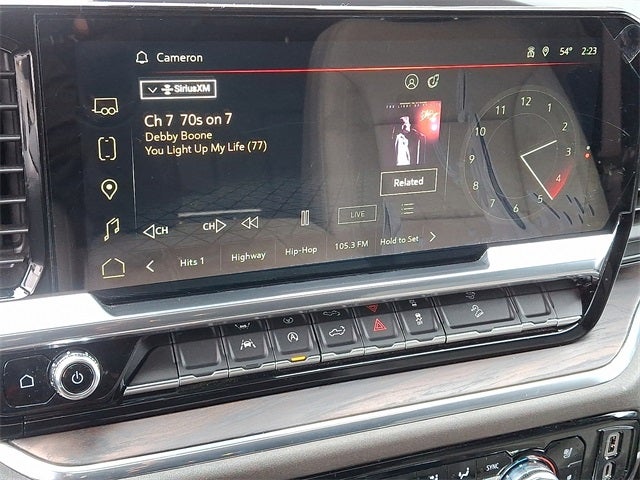 Cameron
54° 2:23
SiriusXM
Ch 7 70s on 7
Debby Boone
You Light Up My Life (77)
Related
12
1
2
3
4
5
6
7
8
9
10
11
CH
CH
LIVE
Hits 1
Highway
Hip-Hop
105.3 FM
Hold to Set
SYNC